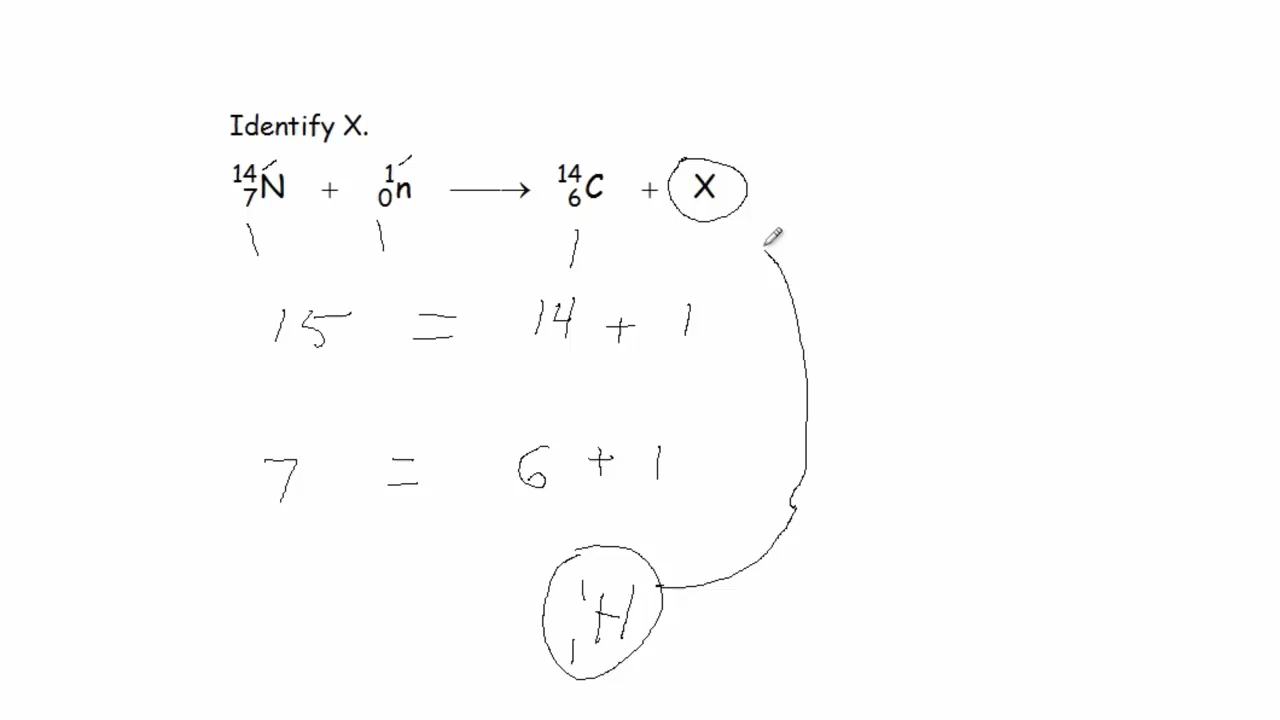 Identify X.
¹⁴₇N + ¹₀n ⟶ ¹⁴₆C + X
15 = 14 + 1
7 = 6 + 1
¹₁H